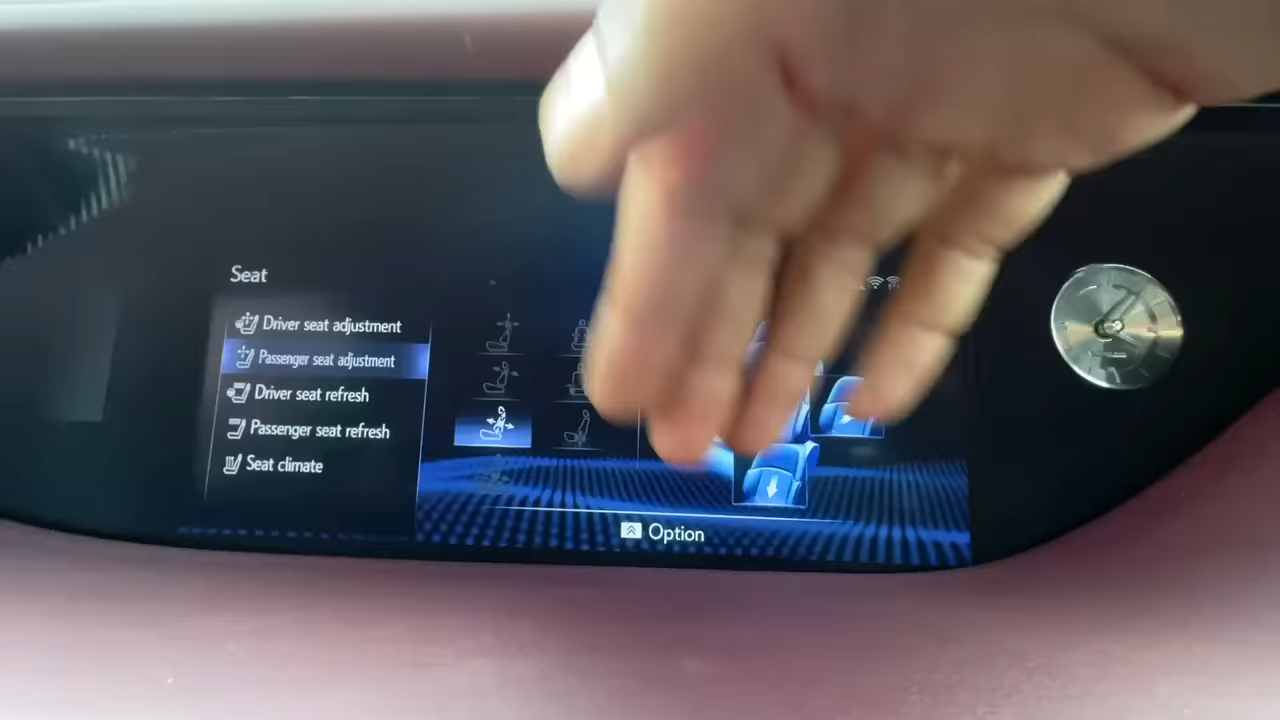 Seat
Driver seat adjustment
Passenger seat adjustment
Driver seat refresh
Passenger seat refresh
Seat climate
Option